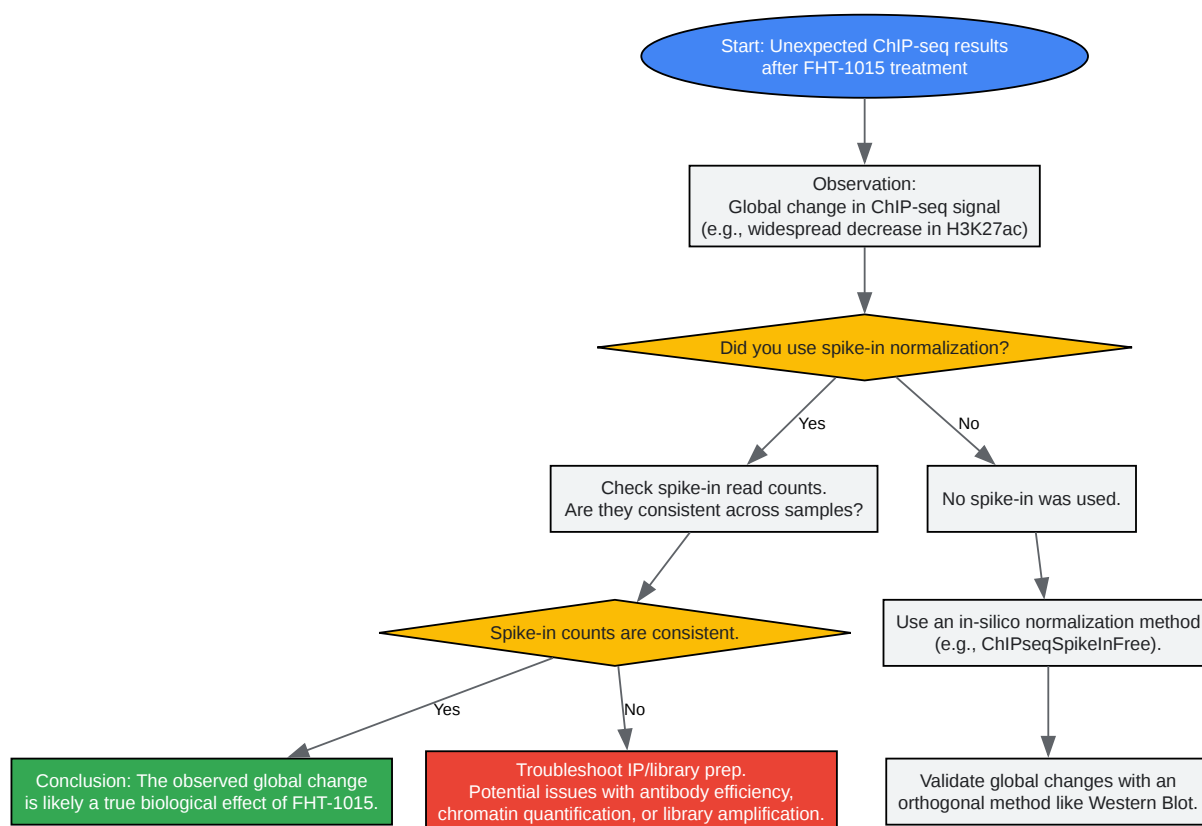 Start: Unexpected ChIP-seq results
after FHT-1015 treatment
Observation:
Global change in ChIP-seq signal
(e.g., widespread decrease in H3K27ac)
Did you use spike-in normalization?
Yes
No
Check spike-in read counts.
Are they consistent across samples?
No spike-in was used.
Spike-in counts are consistent.
Use an in-silico normalization method
(e.g., ChIPseqSpikeInFree).
Yes
No
Conclusion: The observed global change
is likely a true biological effect of FHT-1015.
Troubleshoot IP/library prep.
Potential issues with antibody efficiency,
chromatin quantification, or library amplification.
Validate global changes with an
orthogonal method like Western Blot.